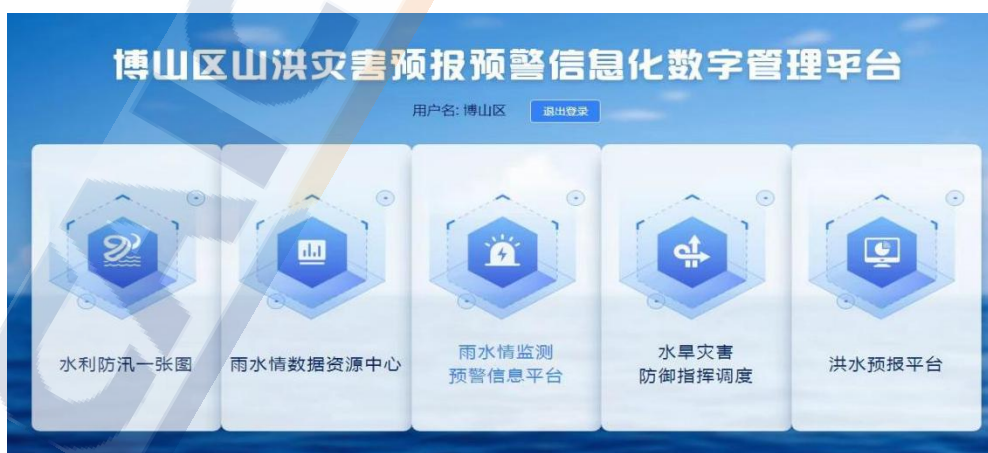 博山区山洪灾害预报预警信息化数字管理平台
用户名: 博山区
退出登录
水利防汛一张图
雨水情数据资源中心
雨水情监测
预警信息平台
水旱灾害
防御指挥调度
洪水预报平台